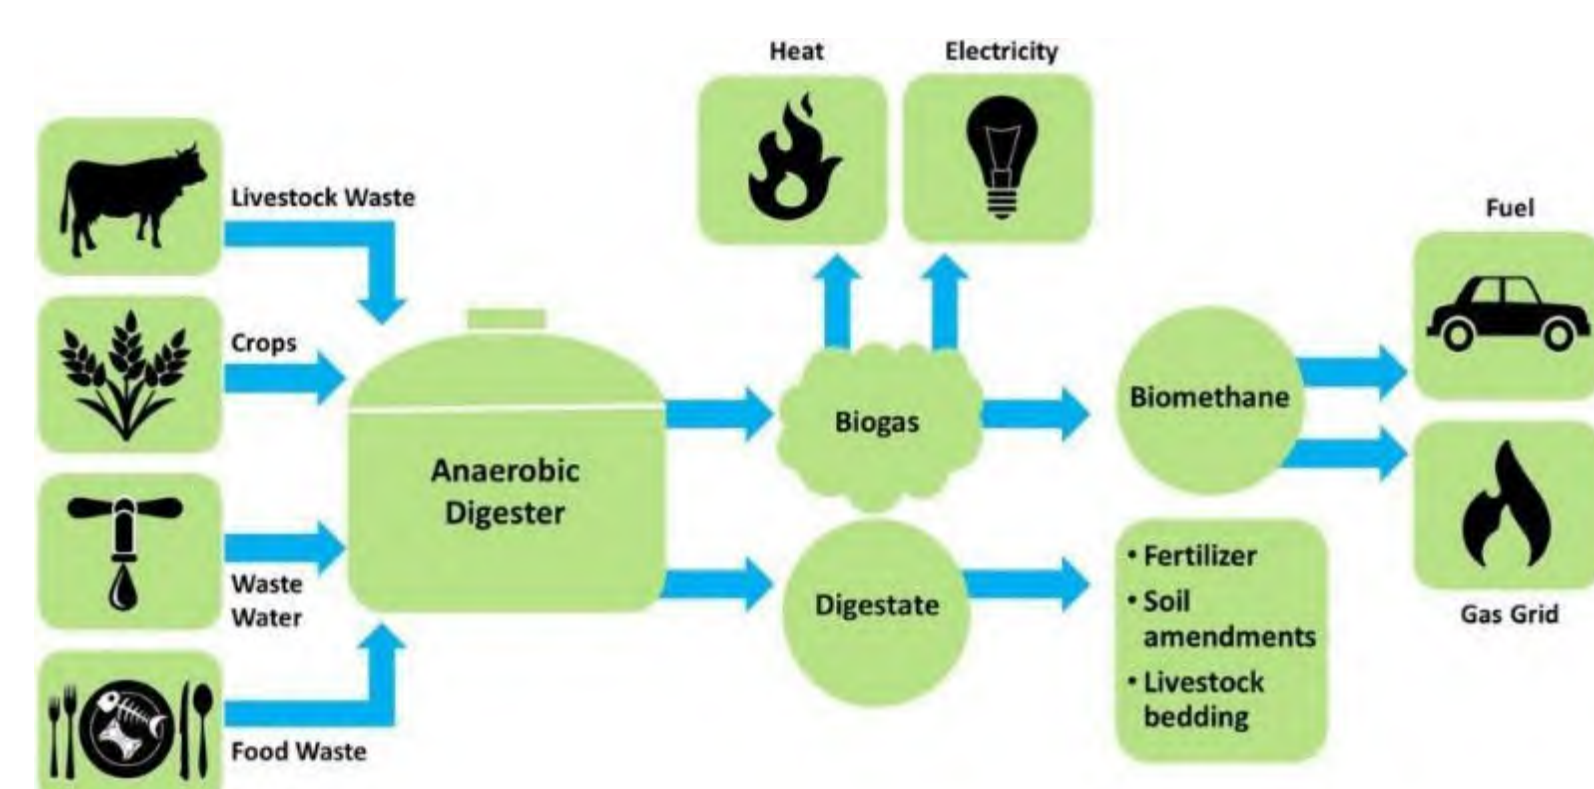 Heat
Electricity
Livestock Waste
Fuel
Crops
Biomethane
Biogas
Anaerobic
Digester
• Fertilizer
• Soil
amendments
• Livestock
bedding
Waste
Water
Digestate
Gas Grid
Food Waste